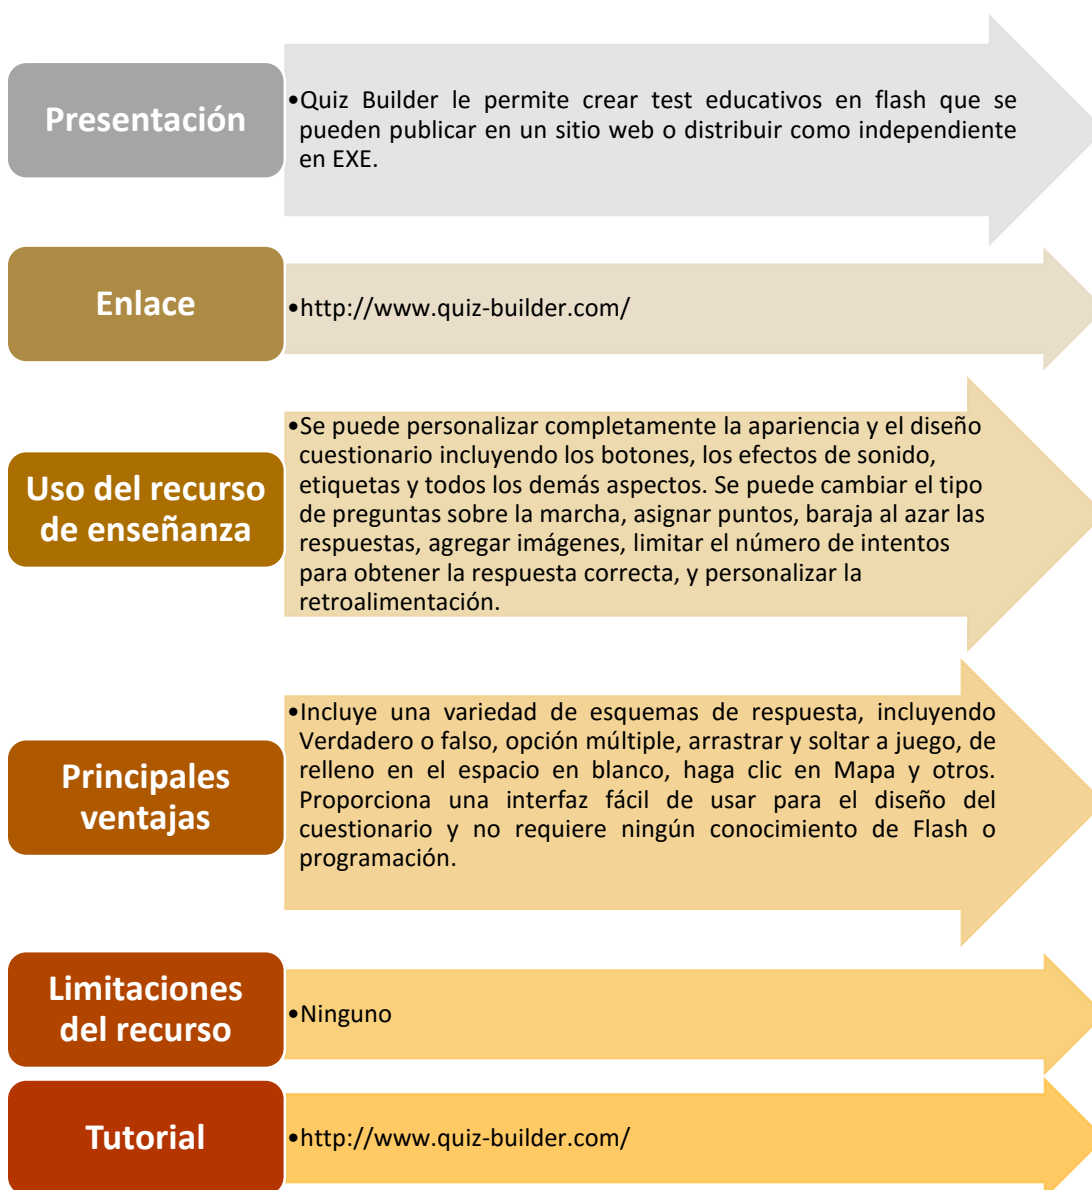 Presentación
•Quiz Builder le permite crear test educativos en flash que se
pueden publicar en un sitio web o distribuir como independiente
en EXE.
Enlace
•http://www.quiz-builder.com/
Uso del recurso
de enseñanza
•Se puede personalizar completamente la apariencia y el diseño
cuestionario incluyendo los botones, los efectos de sonido,
etiquetas y todos los demás aspectos. Se puede cambiar el tipo
de preguntas sobre la marcha, asignar puntos, baraja al azar las
respuestas, agregar imágenes, limitar el número de intentos
para obtener la respuesta correcta, y personalizar la
retroalimentación.
Principales
ventajas
•Incluye una variedad de esquemas de respuesta, incluyendo
Verdadero o falso, opción múltiple, arrastrar y soltar a juego, de
relleno en el espacio en blanco, haga clic en Mapa y otros.
Proporciona una interfaz fácil de usar para el diseño del
cuestionario y no requiere ningún conocimiento de Flash o
programación.
Limitaciones
del recurso
•Ninguno
Tutorial
•http://www.quiz-builder.com/